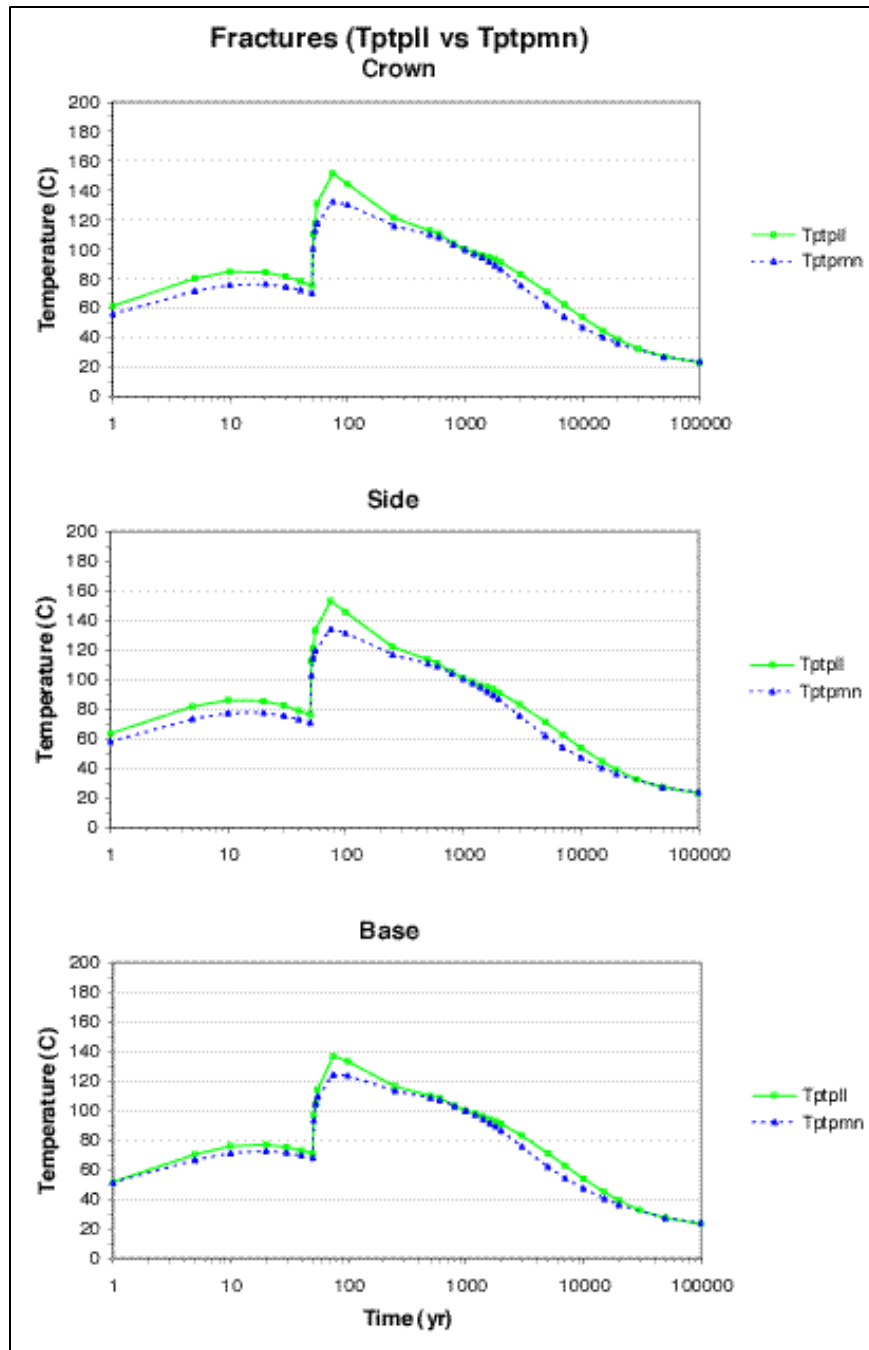 Fractures (Tptpll vs Tptpmn)
Crown
Temperature (C)
200
180
160
140
120
100
80
60
40
20
0
1 10 100 1000 10000 100000
Tptpll
Tptpmn
Side
Temperature (C)
200
180
160
140
120
100
80
60
40
20
0
1 10 100 1000 10000 100000
Tptpll
Tptpmn
Base
Temperature (C)
200
180
160
140
120
100
80
60
40
20
0
1 10 100 1000 10000 100000
Time (yr)
Tptpll
Tptpmn